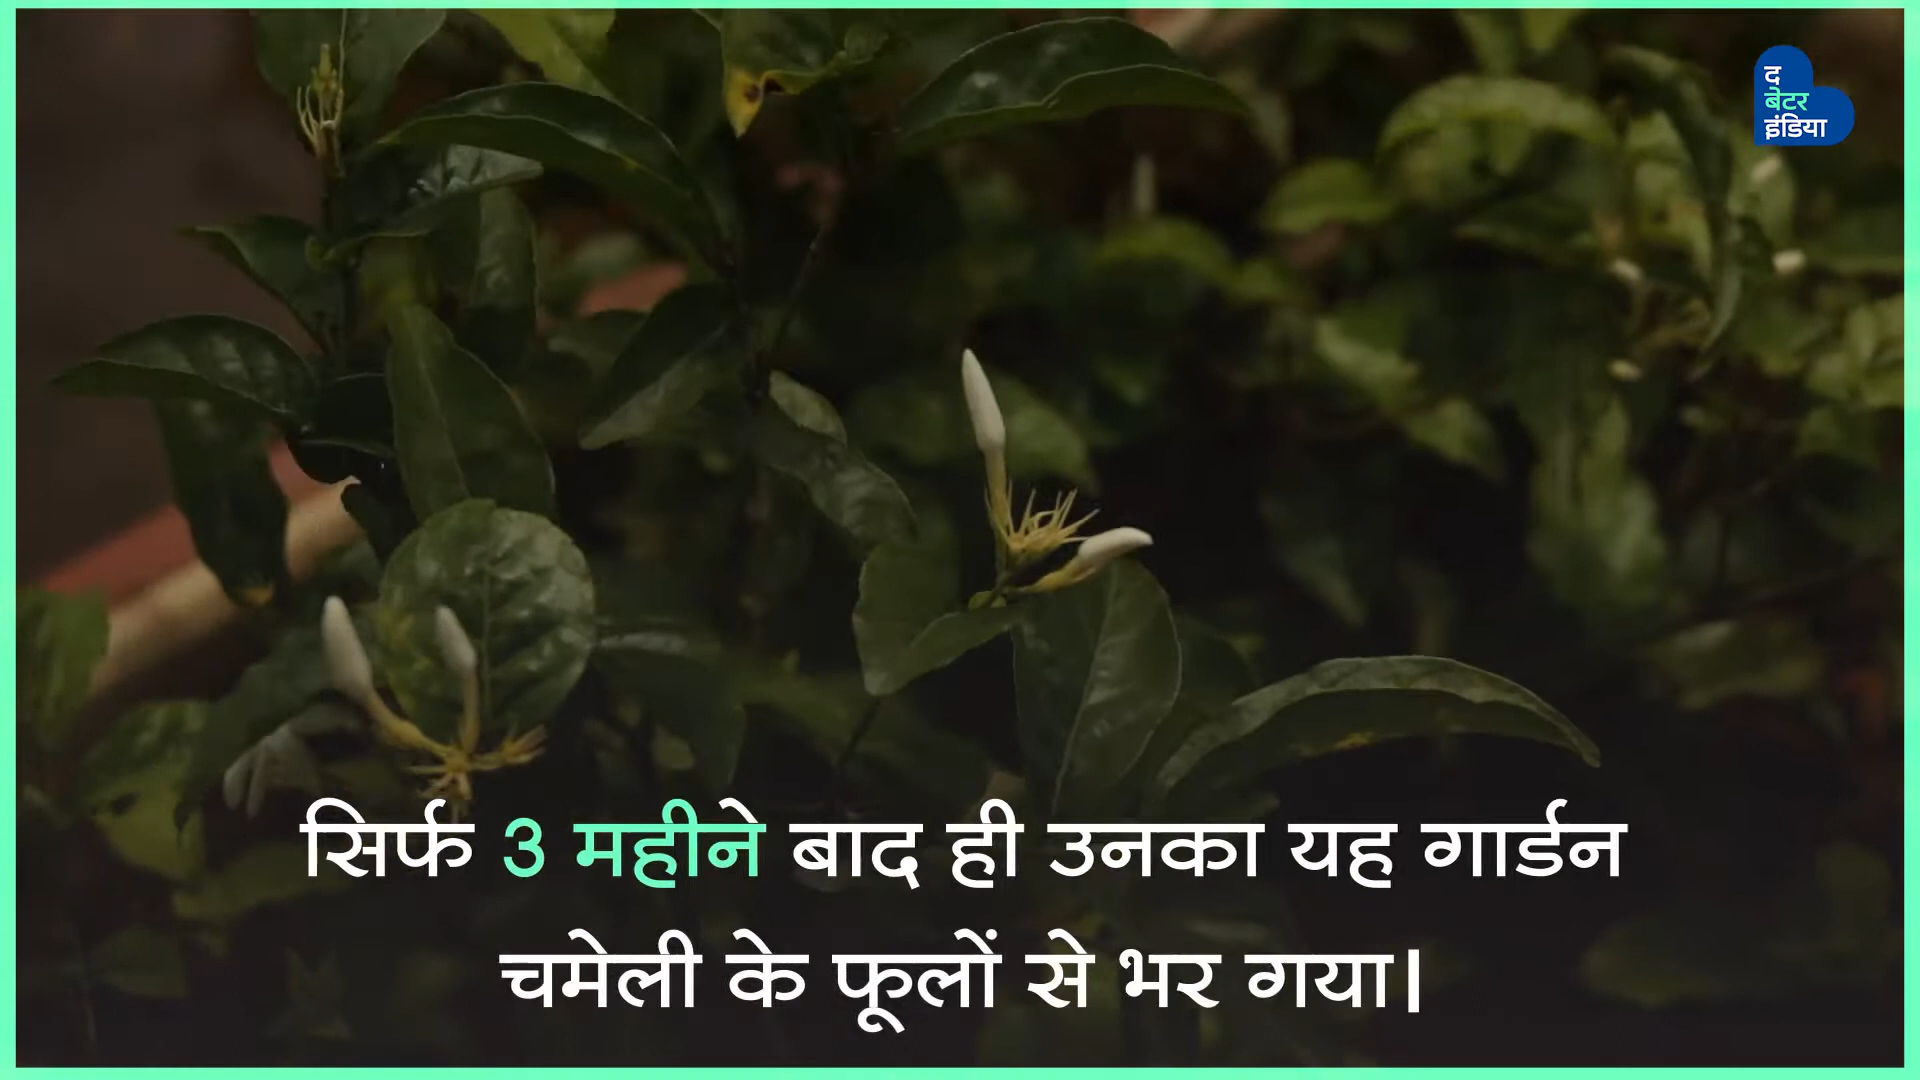 द
बेटर
इंडिया
सिर्फ 3 महीने बाद ही उनका यह गार्डन
चमेली के फूलों से भर गया।